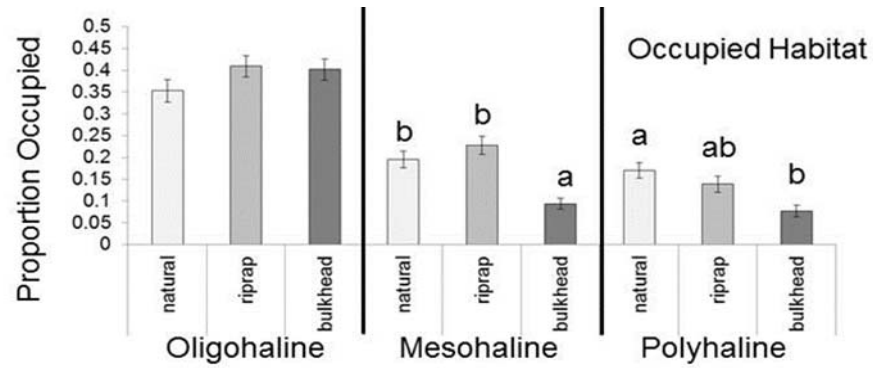 Proportion Occupied
0.5
0.45
0.4
0.35
0.3
0.25
0.2
0.15
0.1
0.05
0
Occupied Habitat
b
b
a
a
ab
b
natural
riprap
bulkhead
natural
riprap
bulkhead
natural
riprap
bulkhead
Oligohaline
Mesohaline
Polyhaline